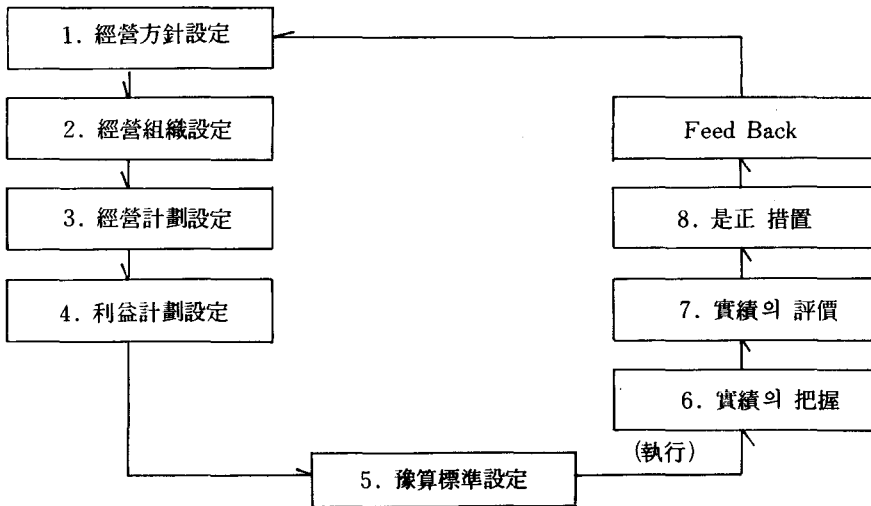 1. 經營方針設定
2. 經營組織設定
3. 經營計劃設定
4. 利益計劃設定
5. 豫算標準設定
(執行)
6. 實績의 把握
7. 實績의 評價
8. 是正 措置
Feed Back